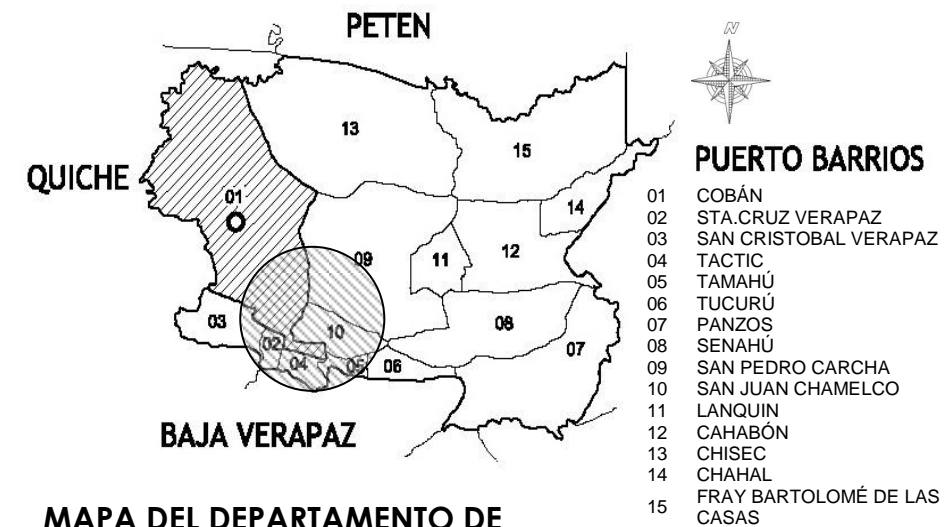 PETEN
N
QUICHE
PUERTO BARRIOS
BAJA VERAPAZ
13
15
01
14
09
11
12
03
10
08
02
04
05
06
07
01 COBÁN
02 STA.CRUZ VERAPAZ
03 SAN CRISTOBAL VERAPAZ
04 TACTIC
05 TAMAHÚ
06 TUCURÚ
07 PANZOS
08 SENAHÚ
09 SAN PEDRO CARCHA
10 SAN JUAN CHAMELCO
11 LANQUIN
12 CAHABÓN
13 CHISEC
14 CHAHAL
15 FRAY BARTOLOMÉ DE LAS
CASAS
MAPA DEL DEPARTAMENTO DE